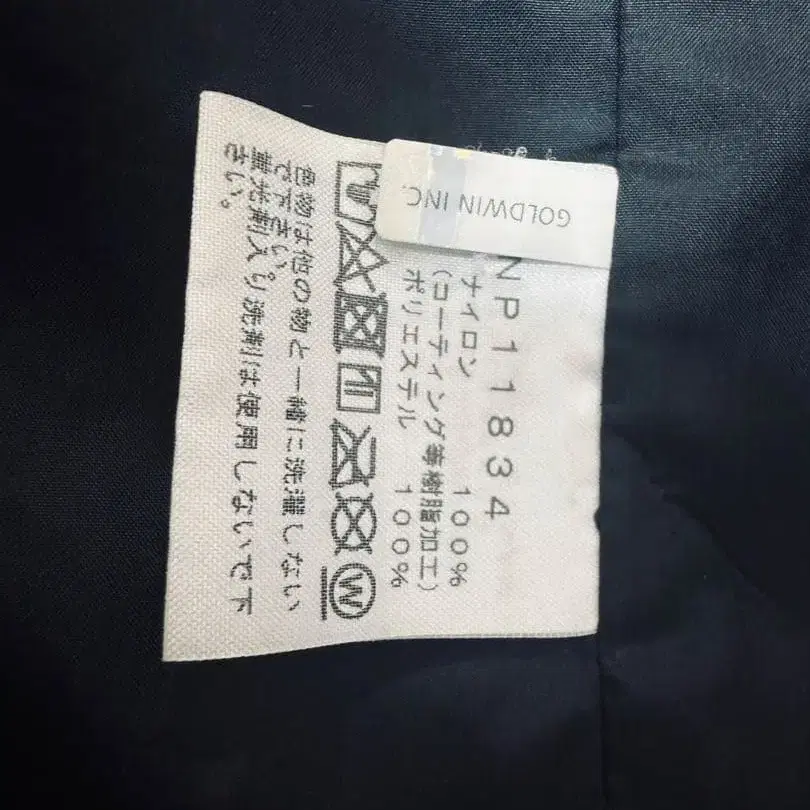 GOLDWIN INC.
NP11834
ナイロン 100%
(コーティング等樹脂加工)
ポリエステル 100%
W
色物は他の物と一緒に洗濯しない
で下さい。
蛍光剤入り洗剤は使用しないで下
さい。